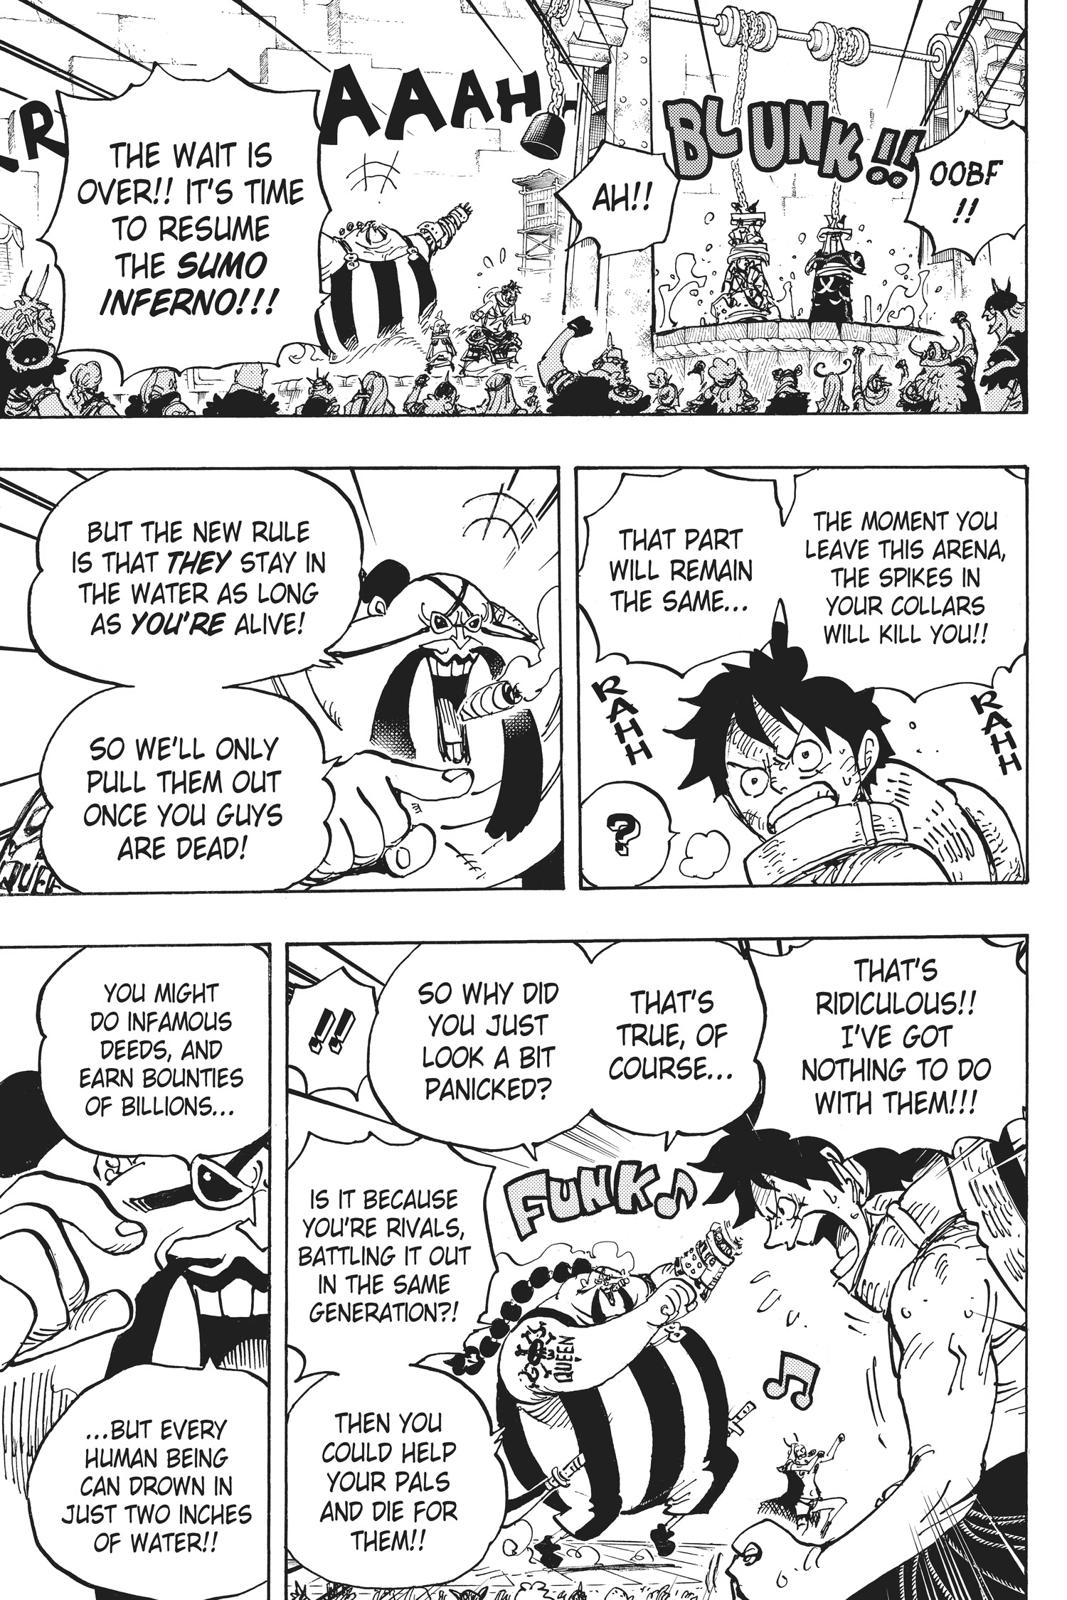 OOBF
!!
BLUNK!!
AH!!
AAAH
THE WAIT IS
OVER!! IT'S TIME
TO RESUME
THE SUMO
INFERNO!!!
THE MOMENT YOU
LEAVE THIS ARENA,
THE SPIKES IN
YOUR COLLARS
WILL KILL YOU!!
THAT PART
WILL REMAIN
THE SAME...
RAHH
RAHH
?
BUT THE NEW RULE
IS THAT THEY STAY IN
THE WATER AS LONG
AS YOU'RE ALIVE!
SO WE'LL ONLY
PULL THEM OUT
ONCE YOU GUYS
ARE DEAD!
QUEE
THAT'S
RIDICULOUS!!
I'VE GOT
NOTHING TO DO
WITH THEM!!!
THAT'S
TRUE, OF
COURSE...
SO WHY DID
YOU JUST
LOOK A BIT
PANICKED?
!!
FUNK♪
IS IT BECAUSE
YOU'RE RIVALS,
BATTLING IT OUT
IN THE SAME
GENERATION?!
QUEEN
THEN YOU
COULD HELP
YOUR PALS
AND DIE FOR
THEM!!
YOU MIGHT
DO INFAMOUS
DEEDS, AND
EARN BOUNTIES
OF BILLIONS...
...BUT EVERY
HUMAN BEING
CAN DROWN IN
JUST TWO INCHES
OF WATER!!